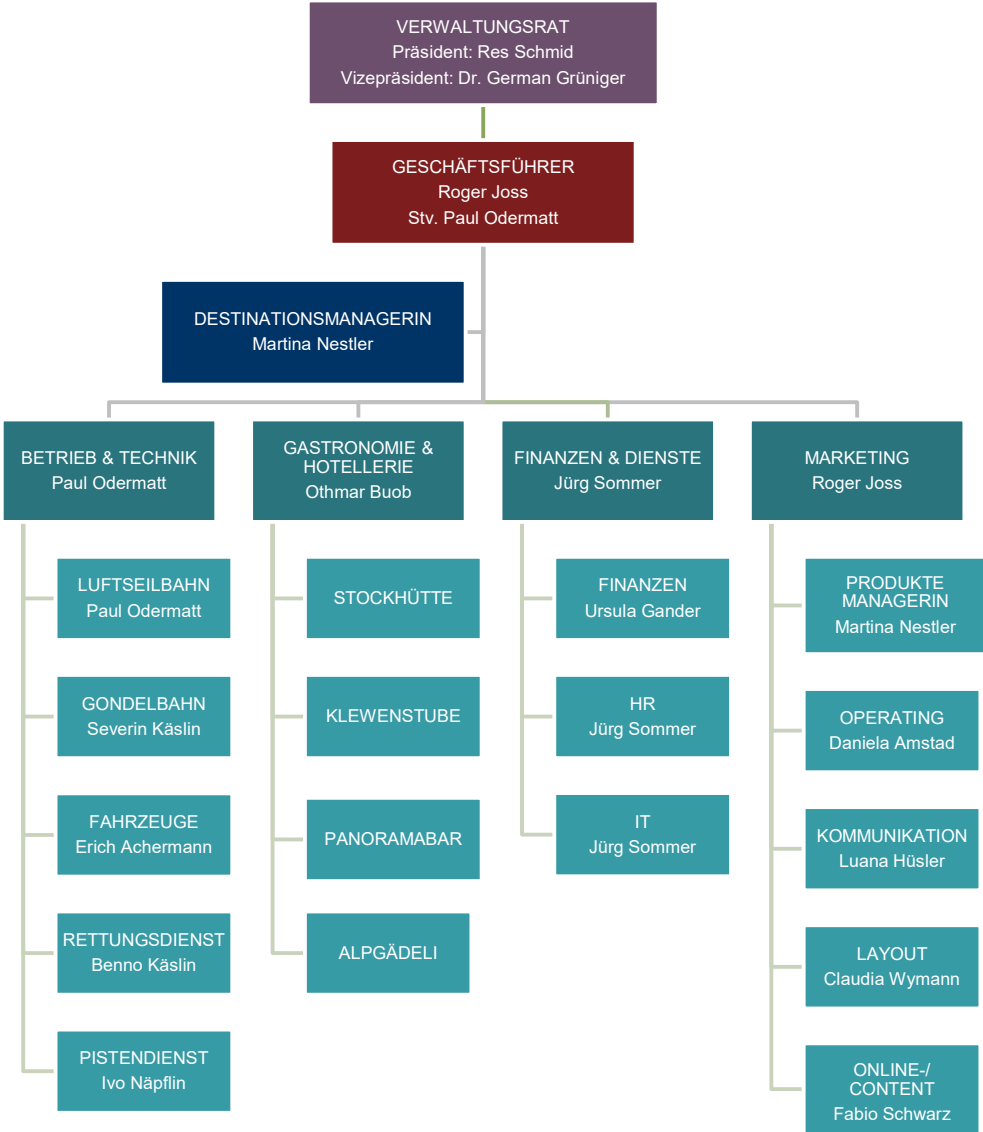 VERWALTUNGSRAT
Präsident: Res Schmid
Vizepräsident: Dr. German Grüniger
GESCHÄFTSFÜHRER
Roger Joss
Stv. Paul Odermatt
DESTINATIONSMANAGERIN
Martina Nestler
BETRIEB & TECHNIK
Paul Odermatt
GASTRONOMIE &
HOTELLERIE
Othmar Buob
FINANZEN & DIENSTE
Jürg Sommer
MARKETING
Roger Joss
LUFTSEILBAHN
Paul Odermatt
GONDELBAHN
Severin Käslin
FAHRZEUGE
Erich Achermann
RETTUNGSDIENST
Benno Käslin
PISTENDIENST
Ivo Näpflin
STOCKHÜTTE
KLEWENSTUBE
PANORAMABAR
ALPGÄDELI
FINANZEN
Ursula Gander
HR
Jürg Sommer
IT
Jürg Sommer
PRODUKTE
MANAGERIN
Martina Nestler
OPERATING
Daniela Amstad
KOMMUNIKATION
Luana Hüsler
LAYOUT
Claudia Wymann
ONLINE-/
CONTENT
Fabio Schwarz